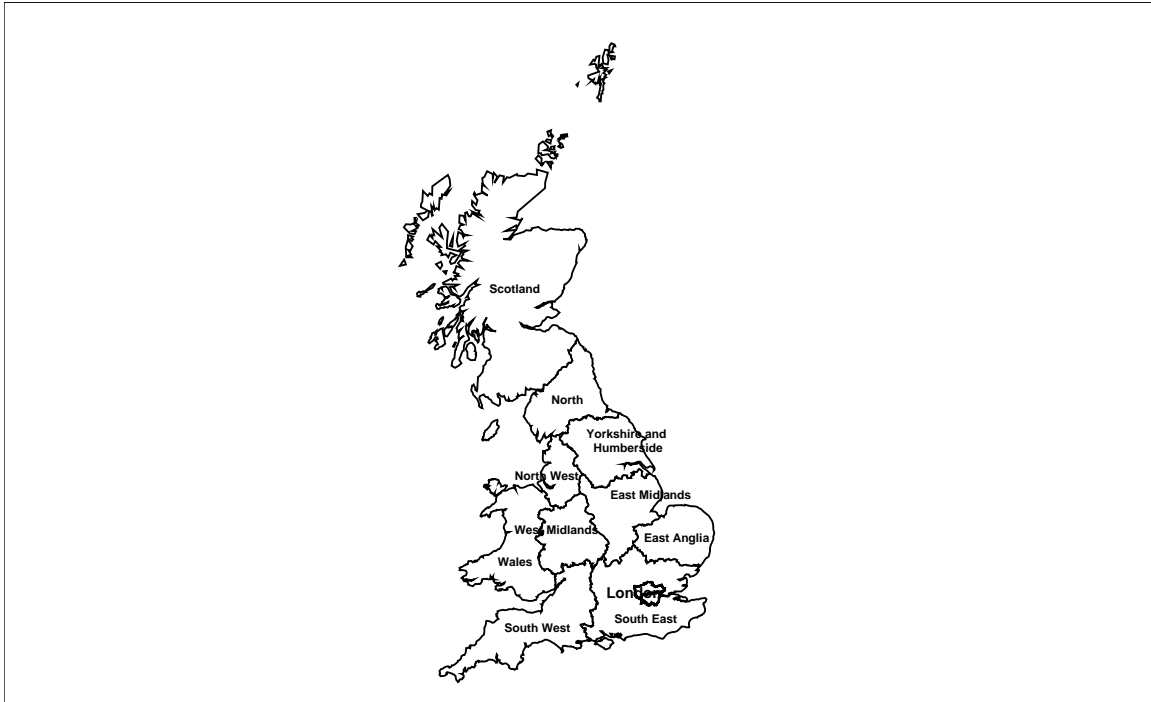 Scotland
North
Yorkshire and
Humberside
North West
East Midlands
West Midlands
East Anglia
Wales
London
South East
South West